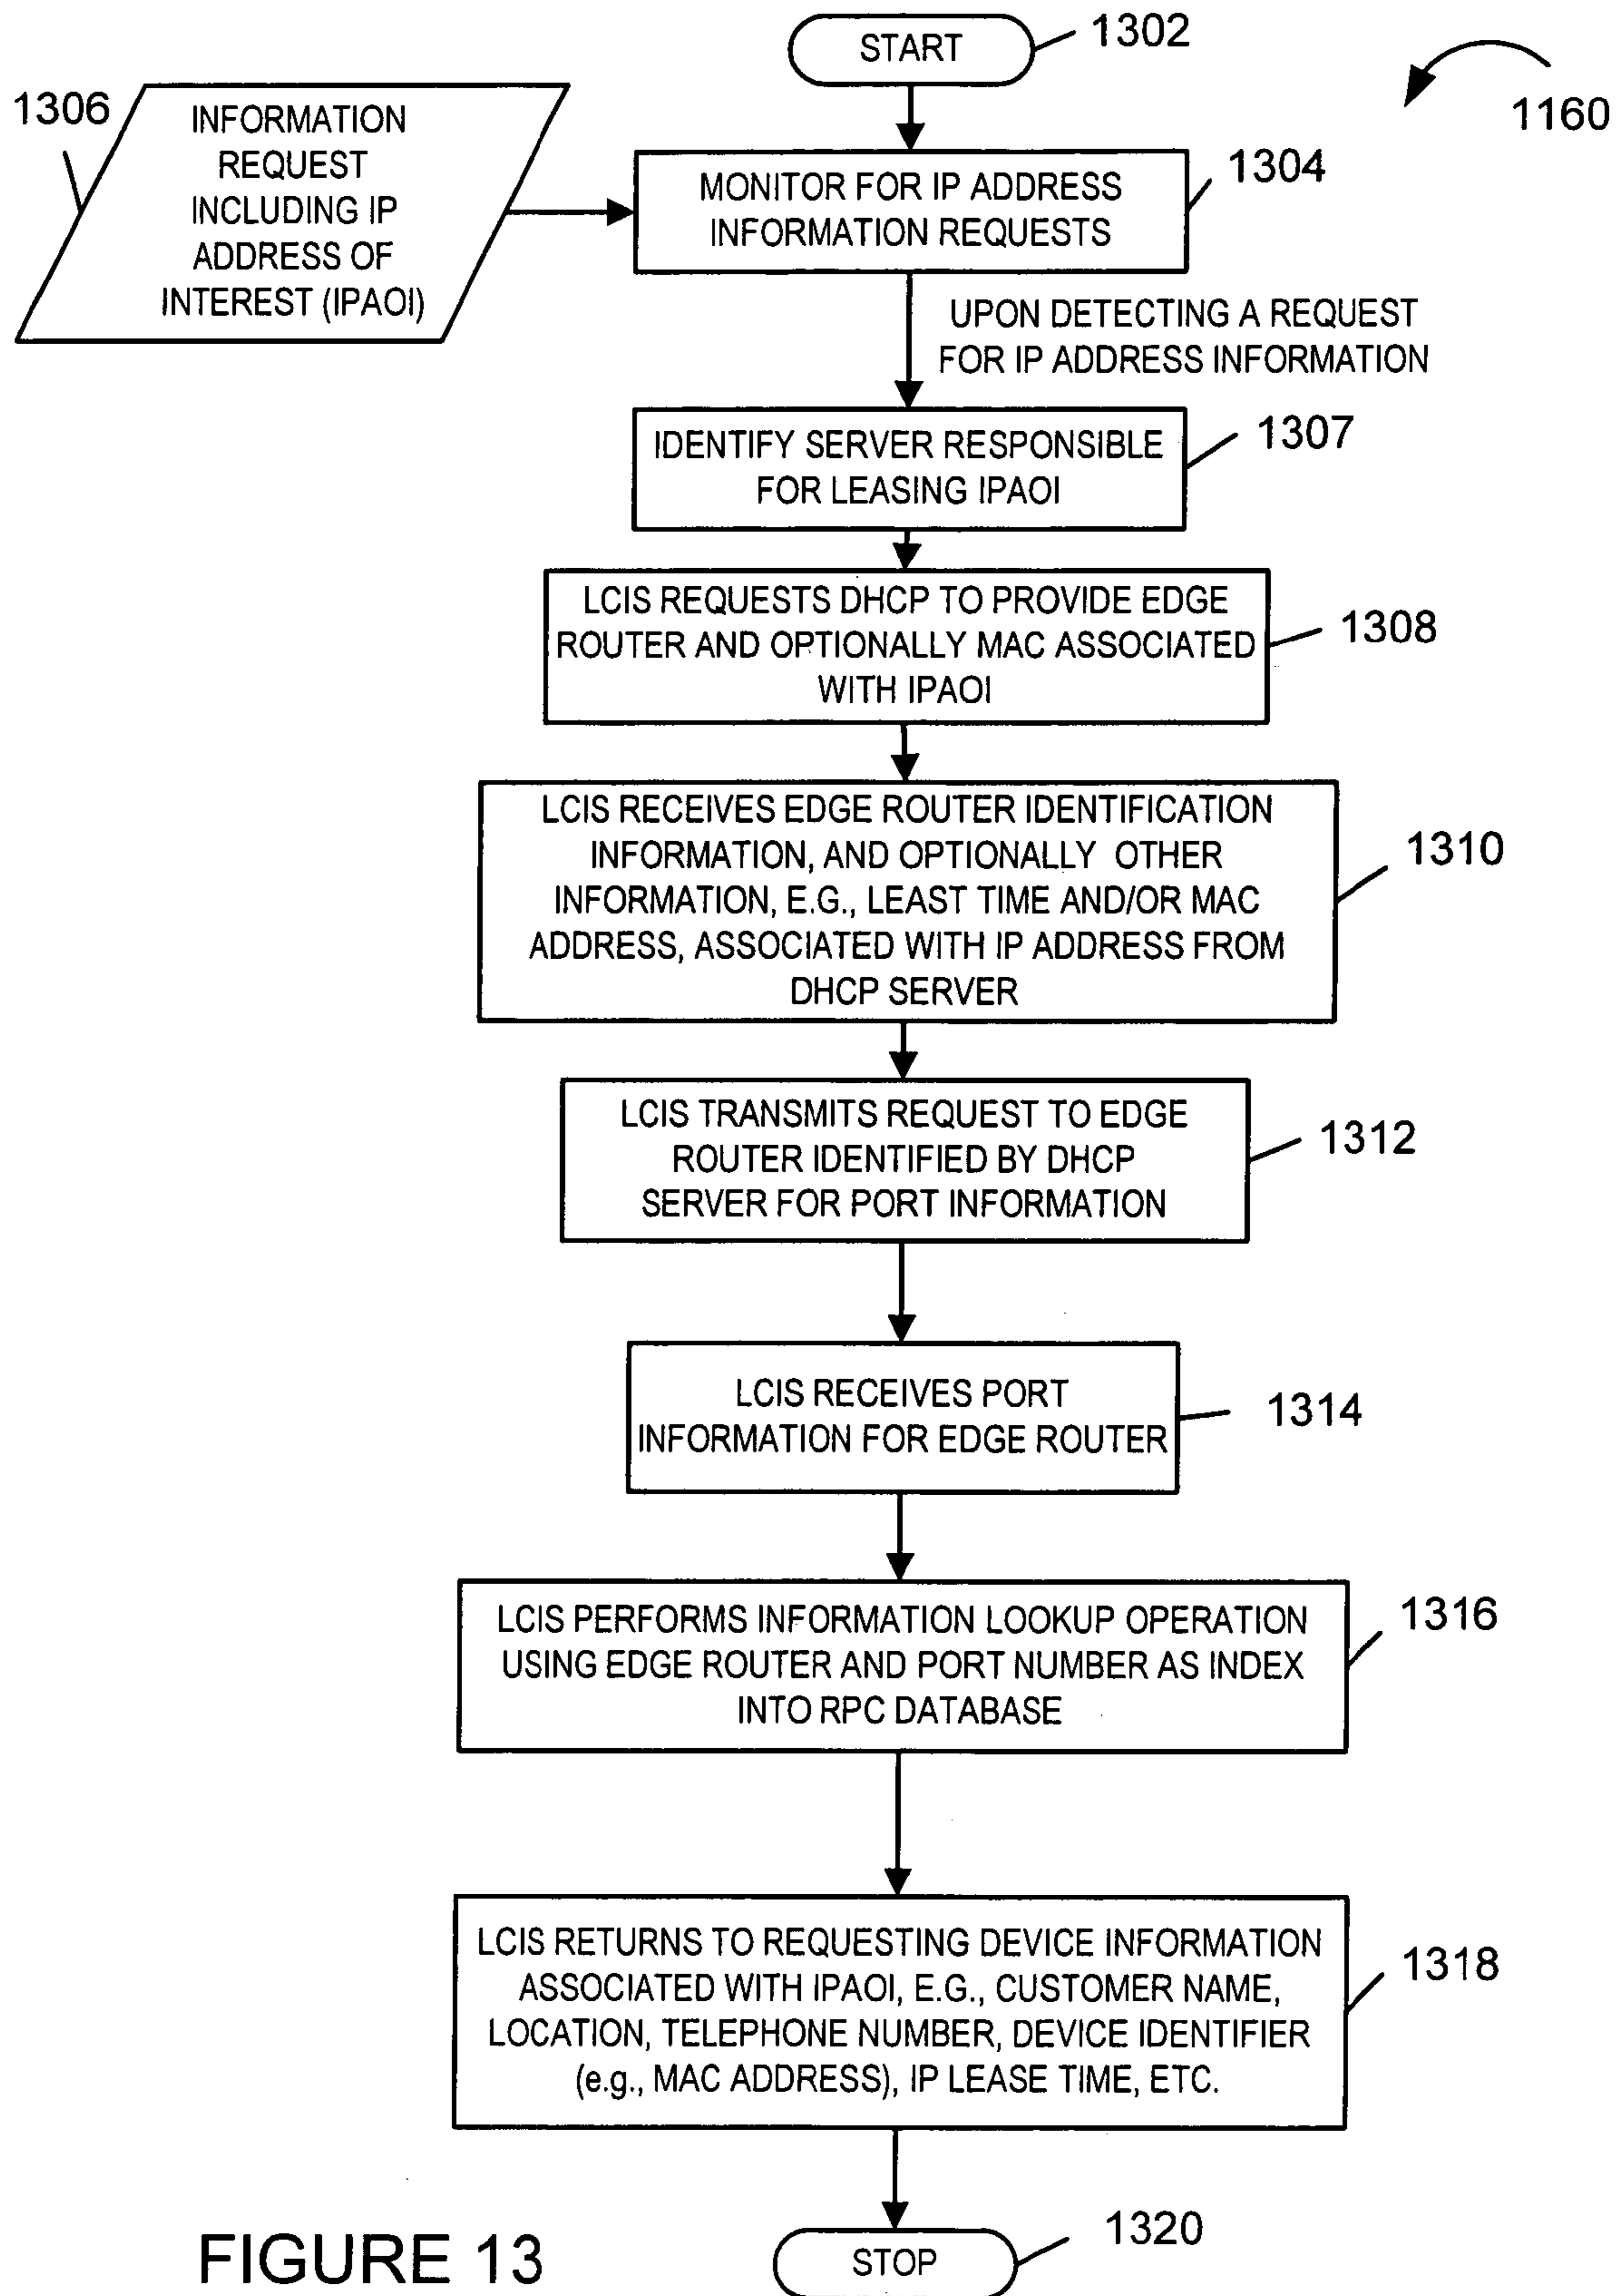 START
1302
1160
1306
INFORMATION
REQUEST
INCLUDING IP
ADDRESS OF
INTEREST (IPAOI)
MONITOR FOR IP ADDRESS
INFORMATION REQUESTS
1304
UPON DETECTING A REQUEST
FOR IP ADDRESS INFORMATION
IDENTIFY SERVER RESPONSIBLE
FOR LEASING IPAOI
1307
LCIS REQUESTS DHCP TO PROVIDE EDGE
ROUTER AND OPTIONALLY MAC ASSOCIATED
WITH IPAOI
1308
LCIS RECEIVES EDGE ROUTER IDENTIFICATION
INFORMATION, AND OPTIONALLY OTHER
INFORMATION, E.G., LEAST TIME AND/OR MAC
ADDRESS, ASSOCIATED WITH IP ADDRESS FROM
DHCP SERVER
1310
LCIS TRANSMITS REQUEST TO EDGE
ROUTER IDENTIFIED BY DHCP
SERVER FOR PORT INFORMATION
1312
LCIS RECEIVES PORT
INFORMATION FOR EDGE ROUTER
1314
LCIS PERFORMS INFORMATION LOOKUP OPERATION
USING EDGE ROUTER AND PORT NUMBER AS INDEX
INTO RPC DATABASE
1316
LCIS RETURNS TO REQUESTING DEVICE INFORMATION
ASSOCIATED WITH IPAOI, E.G., CUSTOMER NAME,
LOCATION, TELEPHONE NUMBER, DEVICE IDENTIFIER
(e.g., MAC ADDRESS), IP LEASE TIME, ETC.
1318
STOP
1320
FIGURE 13